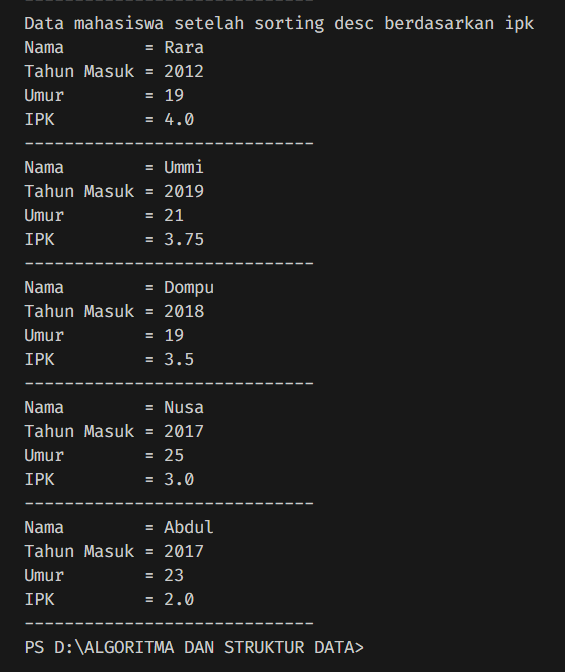 -----------------------------
Data mahasiswa setelah sorting desc berdasarkan ipk
Nama        = Rara
Tahun Masuk = 2012
Umur        = 19
IPK         = 4.0
-----------------------------
Nama        = Ummi
Tahun Masuk = 2019
Umur        = 21
IPK         = 3.75
-----------------------------
Nama        = Dompu
Tahun Masuk = 2018
Umur        = 19
IPK         = 3.5
-----------------------------
Nama        = Nusa
Tahun Masuk = 2017
Umur        = 25
IPK         = 3.0
-----------------------------
Nama        = Abdul
Tahun Masuk = 2017
Umur        = 23
IPK         = 2.0
-----------------------------
PS D:\ALGORITMA DAN STRUKTUR DATA>